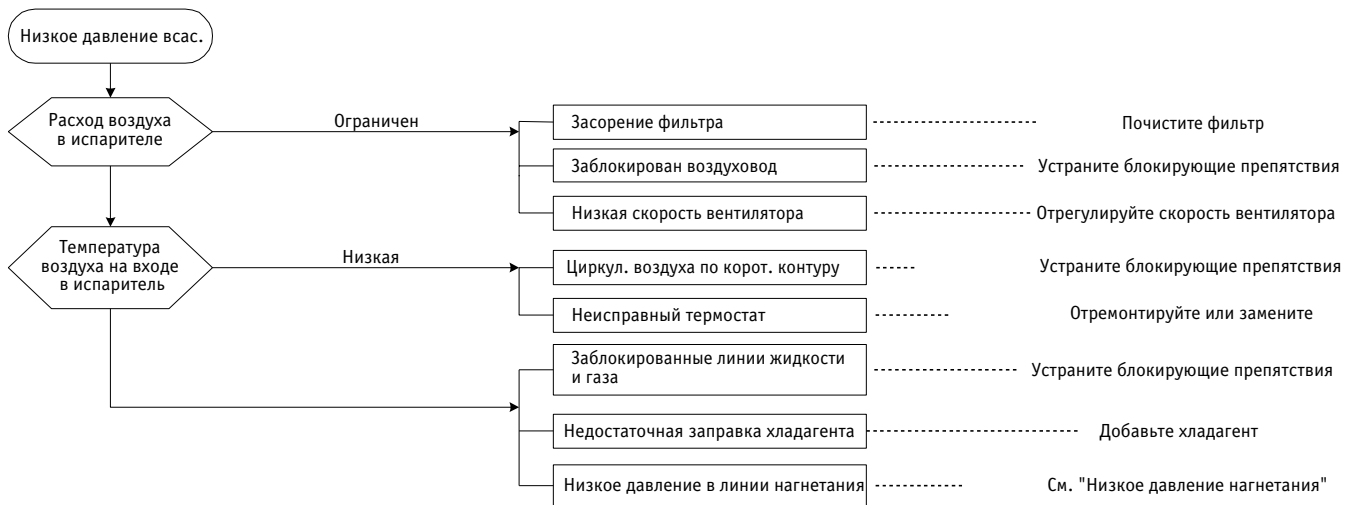 Низкое давление всас.
Расход воздуха
в испарителе
Ограничен
Засорение фильтра
Почистите фильтр
Заблокирован воздуховод
Устраните блокирующие препятствия
Низкая скорость вентилятора
Отрегулируйте скорость вентилятора
Температура
воздуха на входе
в испаритель
Низкая
Циркул. воздуха по корот. контуру
Устраните блокирующие препятствия
Неисправный термостат
Отремонтируйте или замените
Заблокированные линии жидкости
и газа
Устраните блокирующие препятствия
Недостаточная заправка хладагента
Добавьте хладагент
Низкое давление в линии нагнетания
См. "Низкое давление нагнетания"